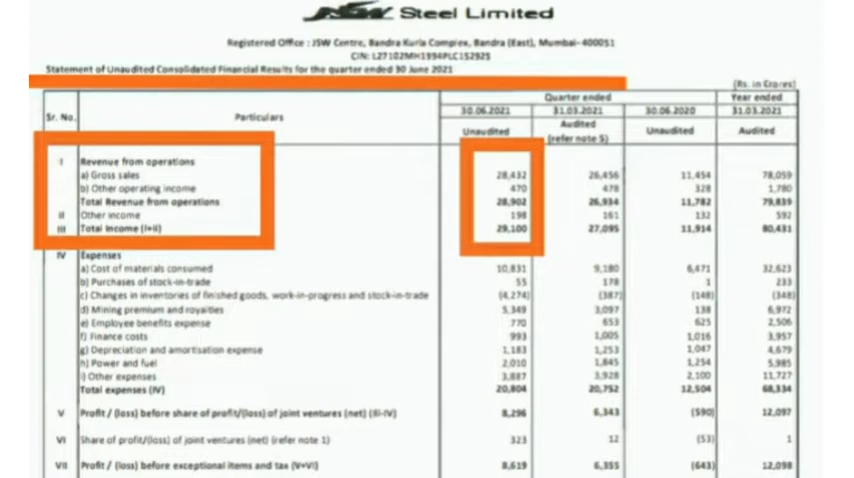 JSW Steel Limited
Registered Office : JSW Centre, Bandra Kurla Complex, Bandra (East), Mumbai- 400051
CIN: L27102MH1994PLC152925
Statement of Unaudited Consolidated Financial Results for the quarter ended 30 June 2021
(Rs. in Crores)
Sr. No. Particulars Quarter ended Year ended
30.06.2021 31.03.2021 30.06.2020 31.03.2021
Unaudited Audited (refer note 5) Unaudited Audited
I Revenue from operations
a) Gross sales 28,432 26,456 11,454 78,059
b) Other operating income 470 478 328 1,780
Total Revenue from operations 28,902 26,934 11,782 79,839
II Other income 198 161 132 592
III Total Income (I+II) 29,100 27,095 11,914 80,431
IV Expenses
a) Cost of materials consumed 10,831 9,180 6,471 32,623
b) Purchases of stock-in-trade 55 178 1 233
c) Changes in inventories of finished goods, work-in-progress and stock-in-trade (4,274) (387) (148) (348)
d) Mining premium and royalties 5,349 3,097 138 6,972
e) Employee benefits expense 770 653 625 2,506
f) Finance costs 993 1,005 1,016 3,957
g) Depreciation and amortisation expense 1,183 1,253 1,047 4,679
h) Power and fuel 2,010 1,845 1,254 5,985
i) Other expenses 3,887 3,928 2,100 11,727
Total expenses (IV) 20,804 20,752 12,504 68,334
V Profit / (loss) before share of profit/(loss) of joint ventures (net) (III-IV) 8,296 6,343 (590) 12,097
VI Share of profit/(loss) of joint ventures (net) (refer note 1) 323 12 (53) 1
VII Profit / (loss) before exceptional items and tax (V+VI) 8,619 6,355 (643) 12,098